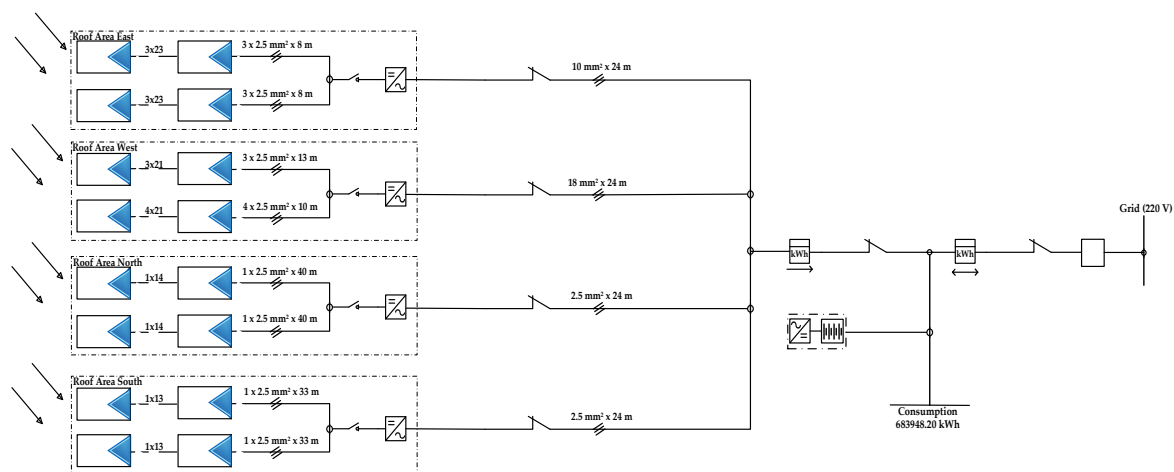 Roof Area East
3x23
3 x 2.5 mm² x 8 m
10 mm² x 24 m
3x23
3 x 2.5 mm² x 8 m
Roof Area West
3x21
3 x 2.5 mm² x 13 m
18 mm² x 24 m
4x21
4 x 2.5 mm² x 10 m
Grid (220 V)
kWh
kWh
Roof Area North
1x14
1 x 2.5 mm² x 40 m
2.5 mm² x 24 m
1x14
1 x 2.5 mm² x 40 m
Roof Area South
1x13
1 x 2.5 mm² x 33 m
2.5 mm² x 24 m
1x13
1 x 2.5 mm² x 33 m
Consumption
683948.20 kWh